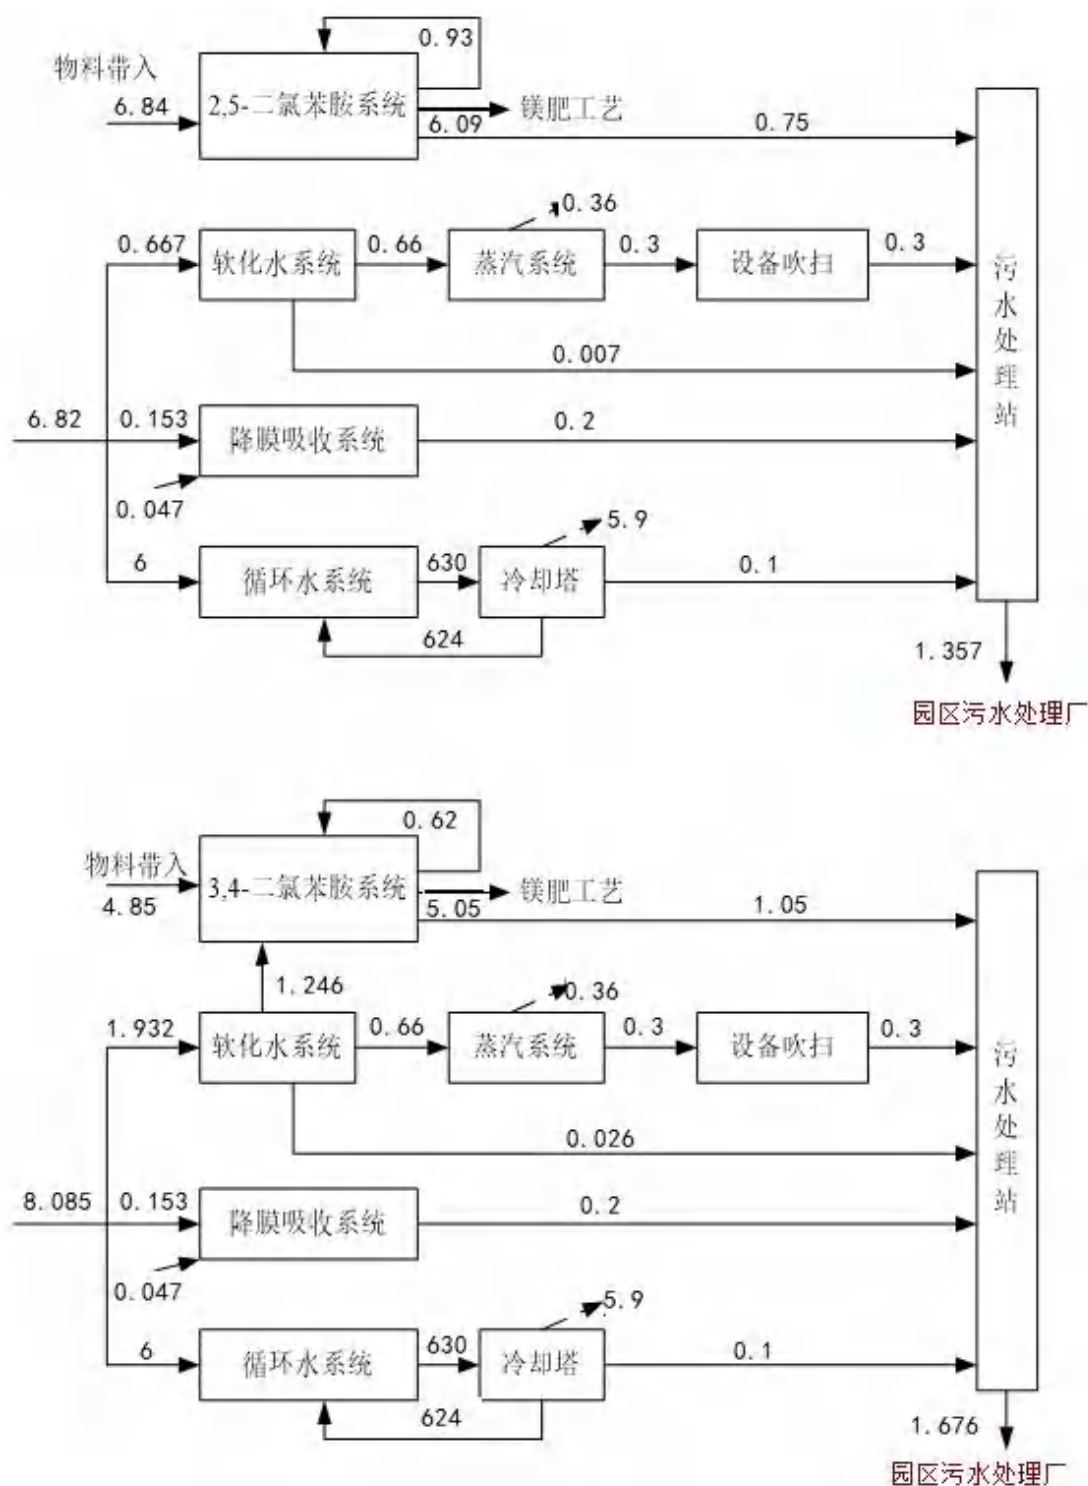 0.93
物料带入
6.84
2,5-二氯苯胺系统
镁肥工艺
6.09
0.75
0.36
0.667
软化水系统
0.66
蒸汽系统
0.3
设备吹扫
0.3
0.007
6.82
0.153
降膜吸收系统
0.2
0.047
5.9
6
循环水系统
630
冷却塔
0.1
624
污水处理站
1.357
园区污水处理厂
0.62
物料带入
4.85
3,4-二氯苯胺系统
镁肥工艺
5.05
1.05
1.246
0.36
1.932
软化水系统
0.66
蒸汽系统
0.3
设备吹扫
0.3
0.026
8.085
0.153
降膜吸收系统
0.2
0.047
5.9
6
循环水系统
630
冷却塔
0.1
624
污水处理站
1.676
园区污水处理厂